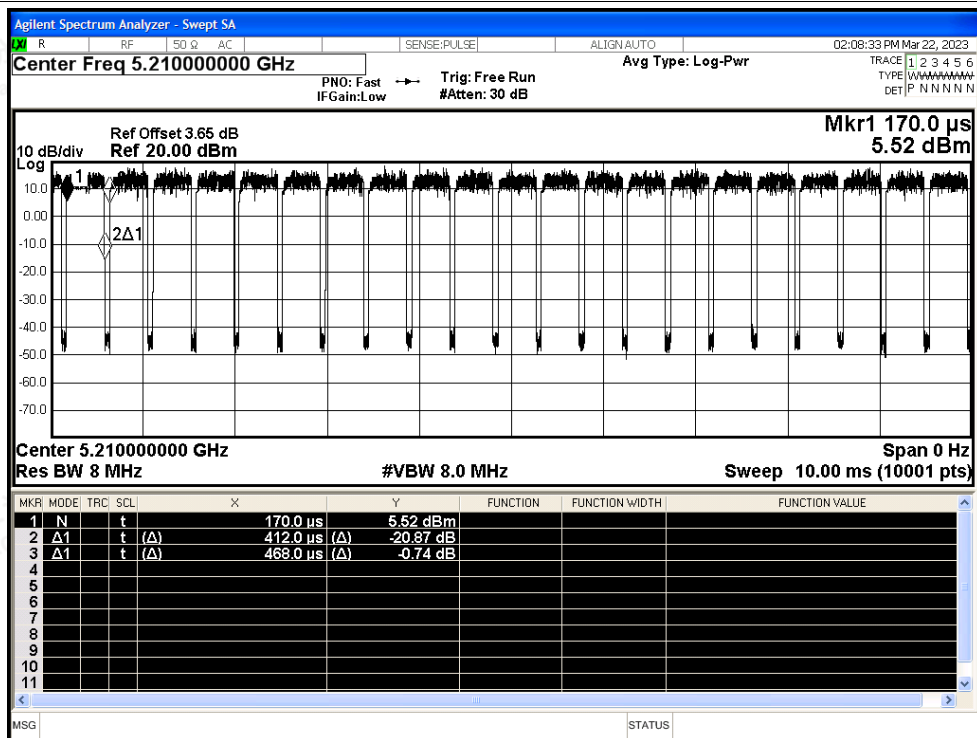 Agilent Spectrum Analyzer - Swept SA
LXI R RF 50 Ω AC SENSE:PULSE ALIGN AUTO 02:08:33 PM Mar 22, 2023
Center Freq 5.210000000 GHz Avg Type: Log-Pwr TRACE 1 2 3 4 5 6
PNO: Fast Trig: Free Run TYPE WWWWWW
IFGain:Low #Atten: 30 dB DET P N N N N N
Mkr1 170.0 µs
5.52 dBm
Ref Offset 3.65 dB
10 dB/div Ref 20.00 dBm
Log
1
10.0
0.00
2Δ1
-10.0
-20.0
-30.0
-40.0
-50.0
-60.0
-70.0
Center 5.210000000 GHz Span 0 Hz
Res BW 8 MHz #VBW 8.0 MHz Sweep 10.00 ms (10001 pts)
MKR MODE TRC SCL X Y FUNCTION FUNCTION WIDTH FUNCTION VALUE
1 N t 170.0 µs 5.52 dBm
2 Δ1 t (Δ) 412.0 µs (Δ) -20.87 dB
3 Δ1 t (Δ) 468.0 µs (Δ) -0.74 dB
4
5
6
7
8
9
10
11
MSG STATUS